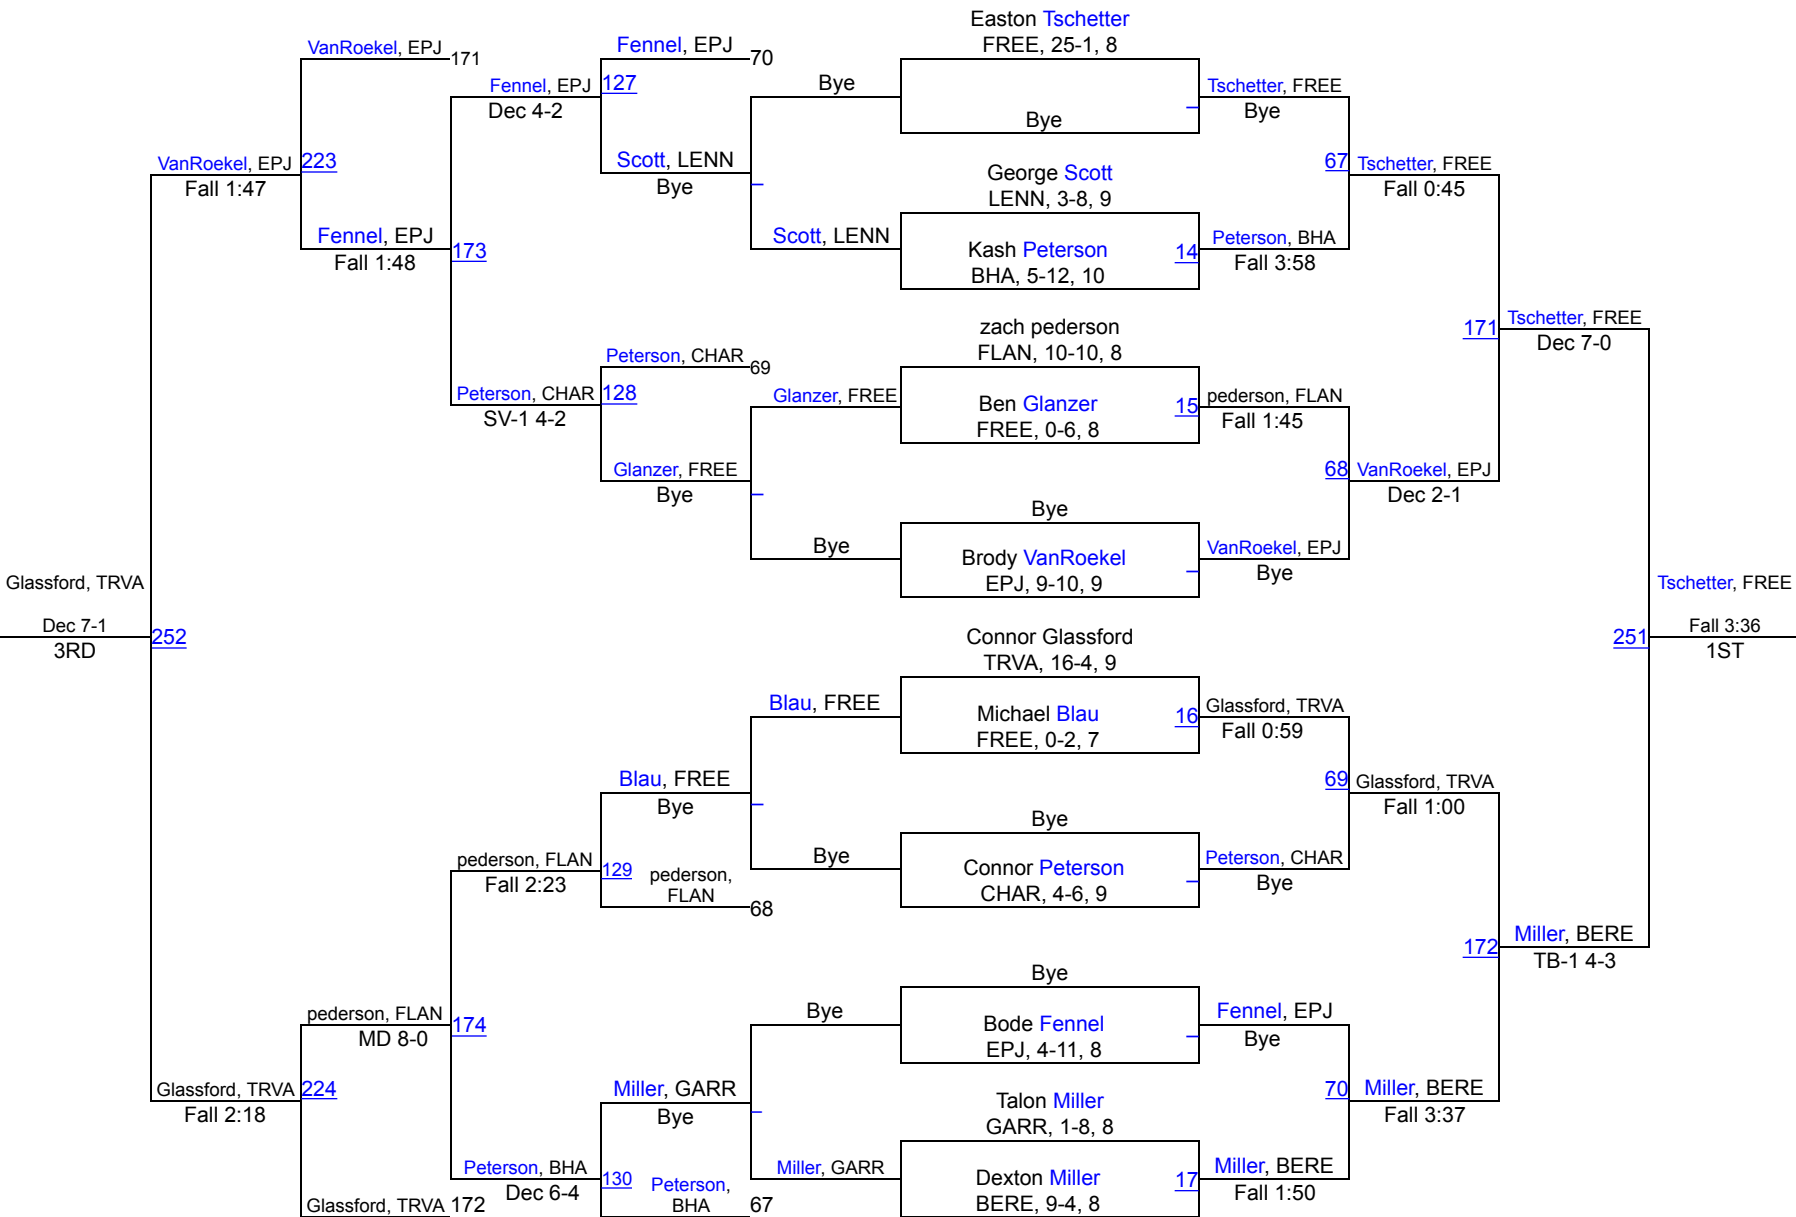 Easton Tschetter
FREE, 25-1, 8
VanRoekel, EPJ
171
Fennel, EPJ
70
Fennel, EPJ
127
Dec 4-2
Bye
Tschetter, FREE
Bye
Bye
VanRoekel, EPJ
223
Fall 1:47
Scott, LENN
Bye
George Scott
LENN, 3-8, 9
67
Tschetter, FREE
Fall 0:45
Fennel, EPJ
173
Fall 1:48
Scott, LENN
Kash Peterson
BHA, 5-12, 10
14
Peterson, BHA
Fall 3:58
zach pederson
FLAN, 10-10, 8
171
Tschetter, FREE
Dec 7-0
Peterson, CHAR
69
Peterson, CHAR
128
SV-1 4-2
Glanzer, FREE
Ben Glanzer
FREE, 0-6, 8
15
pederson, FLAN
Fall 1:45
Glanzer, FREE
Bye
68
VanRoekel, EPJ
Dec 2-1
Bye
Bye
Brody VanRoekel
EPJ, 9-10, 9
VanRoekel, EPJ
Bye
Glassford, TRVA
Dec 7-1
3RD
252
Tschetter, FREE
251
Fall 3:36
1ST
Connor Glassford
TRVA, 16-4, 9
Blau, FREE
Michael Blau
FREE, 0-2, 7
16
Glassford, TRVA
Fall 0:59
Blau, FREE
Bye
69
Glassford, TRVA
Fall 1:00
Bye
pederson, FLAN
Fall 2:23
129
pederson,
FLAN
68
Bye
Connor Peterson
CHAR, 4-6, 9
Peterson, CHAR
Bye
172
Miller, BERE
TB-1 4-3
Bye
pederson, FLAN
MD 8-0
174
Bye
Bode Fennel
EPJ, 4-11, 8
Fennel, EPJ
Bye
Glassford, TRVA
224
Fall 2:18
Miller, GARR
Bye
Talon Miller
GARR, 1-8, 8
70
Miller, BERE
Fall 3:37
Peterson, BHA
Dec 6-4
130
Peterson,
BHA
67
Miller, GARR
Dexton Miller
BERE, 9-4, 8
17
Miller, BERE
Fall 1:50
Glassford, TRVA
172